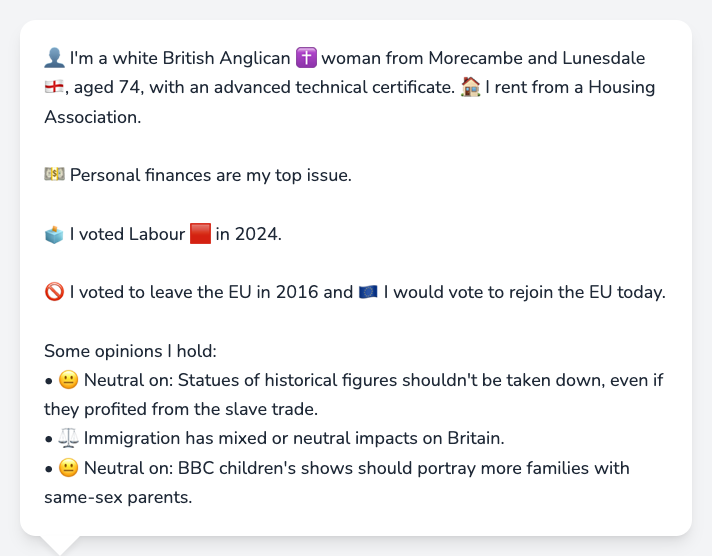 👤 I'm a white British Anglican ✝️ woman from Morecambe and Lunesdale
🏴󠁧󠁢󠁥󠁮󠁧󠁿, aged 74, with an advanced technical certificate. 🏠 I rent from a Housing
Association.
💵 Personal finances are my top issue.
🗳️ I voted Labour 🟥 in 2024.
🚫 I voted to leave the EU in 2016 and 🇪🇺 I would vote to rejoin the EU today.
Some opinions I hold:
• 😐 Neutral on: Statues of historical figures shouldn't be taken down, even if
they profited from the slave trade.
• ⚖️ Immigration has mixed or neutral impacts on Britain.
• 😐 Neutral on: BBC children's shows should portray more families with
same-sex parents.